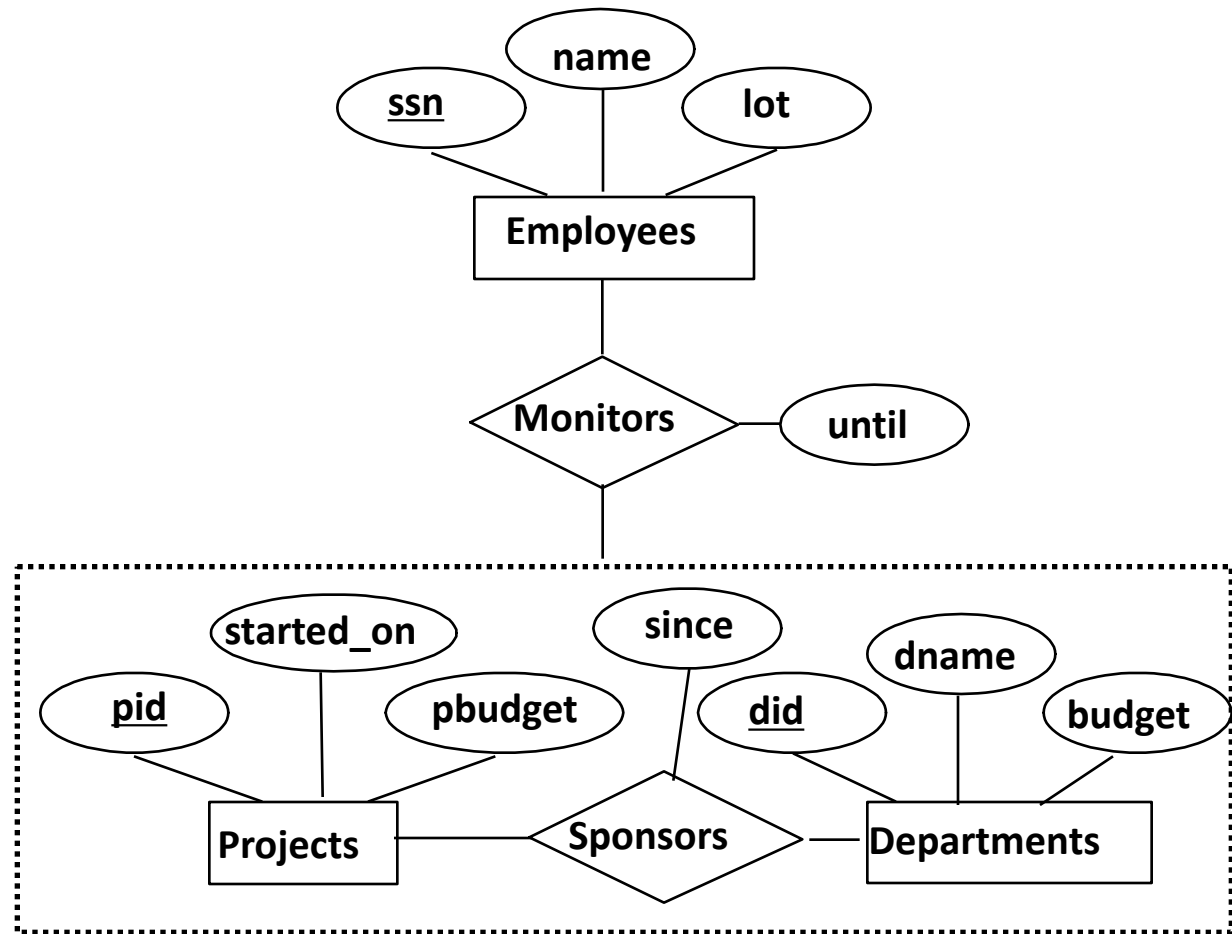 name
ssn
lot
Employees
Monitors
until
started_on
since
dname
pid
pbudget
did
budget
Projects
Sponsors
Departments